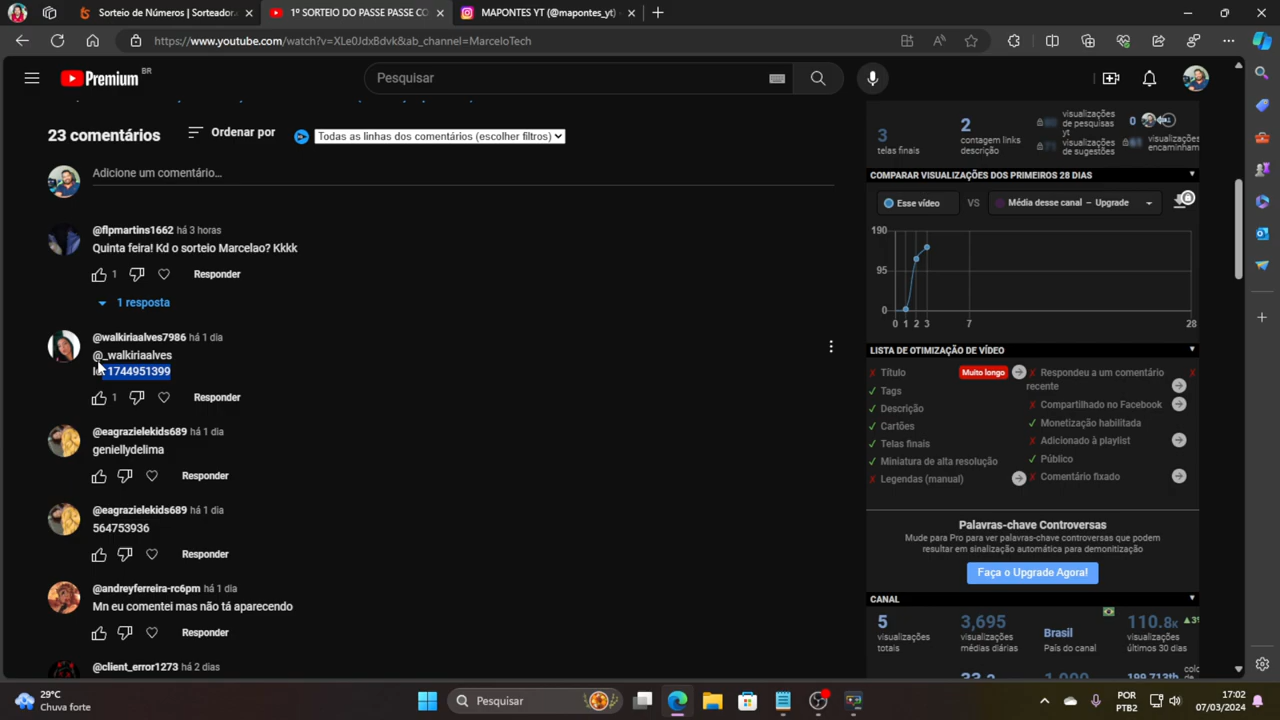 Sorteio de Números | Sorteador.
1º SORTEIO DO PASSE PASSE CO
MAPONTES YT (@mapontes_yt)
https://www.youtube.com/watch?v=XLe0JdxBdvk&ab_channel=MarceloTech
Premium BR
Pesquisar
23 comentários
Ordenar por
Todas as linhas dos comentários (escolher filtros)
Adicione um comentário...
@flpmartins1662 há 3 horas
Quinta feira! Kd o sorteio Marcelao? Kkkk
1
Responder
1 resposta
@walkiriaalves7986 há 1 dia
@_walkiriaalves
1744951399
1
Responder
@eagrazielekids689 há 1 dia
geniellydelima
Responder
@eagrazielekids689 há 1 dia
564753936
Responder
@andreyferreira-rc6pm há 1 dia
Mn eu comentei mas não tá aparecendo
Responder
@client_error1273 há 2 dias
3
telas finais
2
contagem links
descrição
visualizações
de pesquisas
yt
visualizações
de sugestões
0
visualizações
encaminham
COMPARAR VISUALIZAÇÕES DOS PRIMEIROS 28 DIAS
Esse vídeo
VS
Média desse canal – Upgrade
190
95
0
0 1 2 3 7 28
LISTA DE OTIMIZAÇÃO DE VÍDEO
Título
Muito longo
Tags
Descrição
Cartões
Telas finais
Miniatura de alta resolução
Legendas (manual)
Respondeu a um comentário
recente
Compartilhado no Facebook
Monetização habilitada
Adicionado à playlist
Público
Comentário fixado
Palavras-chave Controversas
Mude para Pro para ver palavras-chave controversas que podem
resultar em sinalização automática para demonitização
Faça o Upgrade Agora!
CANAL
5
visualizações
totais
3,695
visualizações
médias diárias
Brasil
País do canal
110.8K
visualizações
últimos 30 dias
29°C
Chuva forte
Pesquisar
POR
PTB2
17:02
07/03/2024